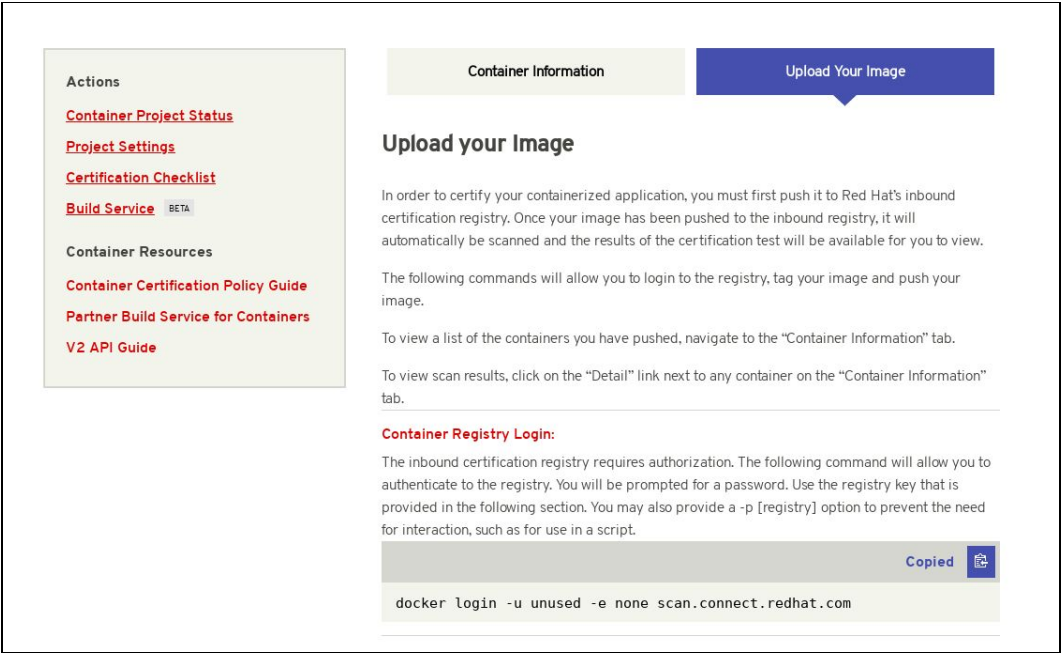 Actions
Container Project Status
Project Settings
Certification Checklist
Build Service BETA
Container Resources
Container Certification Policy Guide
Partner Build Service for Containers
V2 API Guide
Container Information
Upload Your Image
Upload your Image
In order to certify your containerized application, you must first push it to Red Hat’s inbound
certification registry. Once your image has been pushed to the inbound registry, it will
automatically be scanned and the results of the certification test will be available for you to view.
The following commands will allow you to login to the registry, tag your image and push your
image.
To view a list of the containers you have pushed, navigate to the “Container Information” tab.
To view scan results, click on the “Detail” link next to any container on the “Container Information”
tab.
Container Registry Login:
The inbound certification registry requires authorization. The following command will allow you to
authenticate to the registry. You will be prompted for a password. Use the registry key that is
provided in the following section. You may also provide a -p [registry] option to prevent the need
for interaction, such as for use in a script.
Copied
docker login -u unused -e none scan.connect.redhat.com